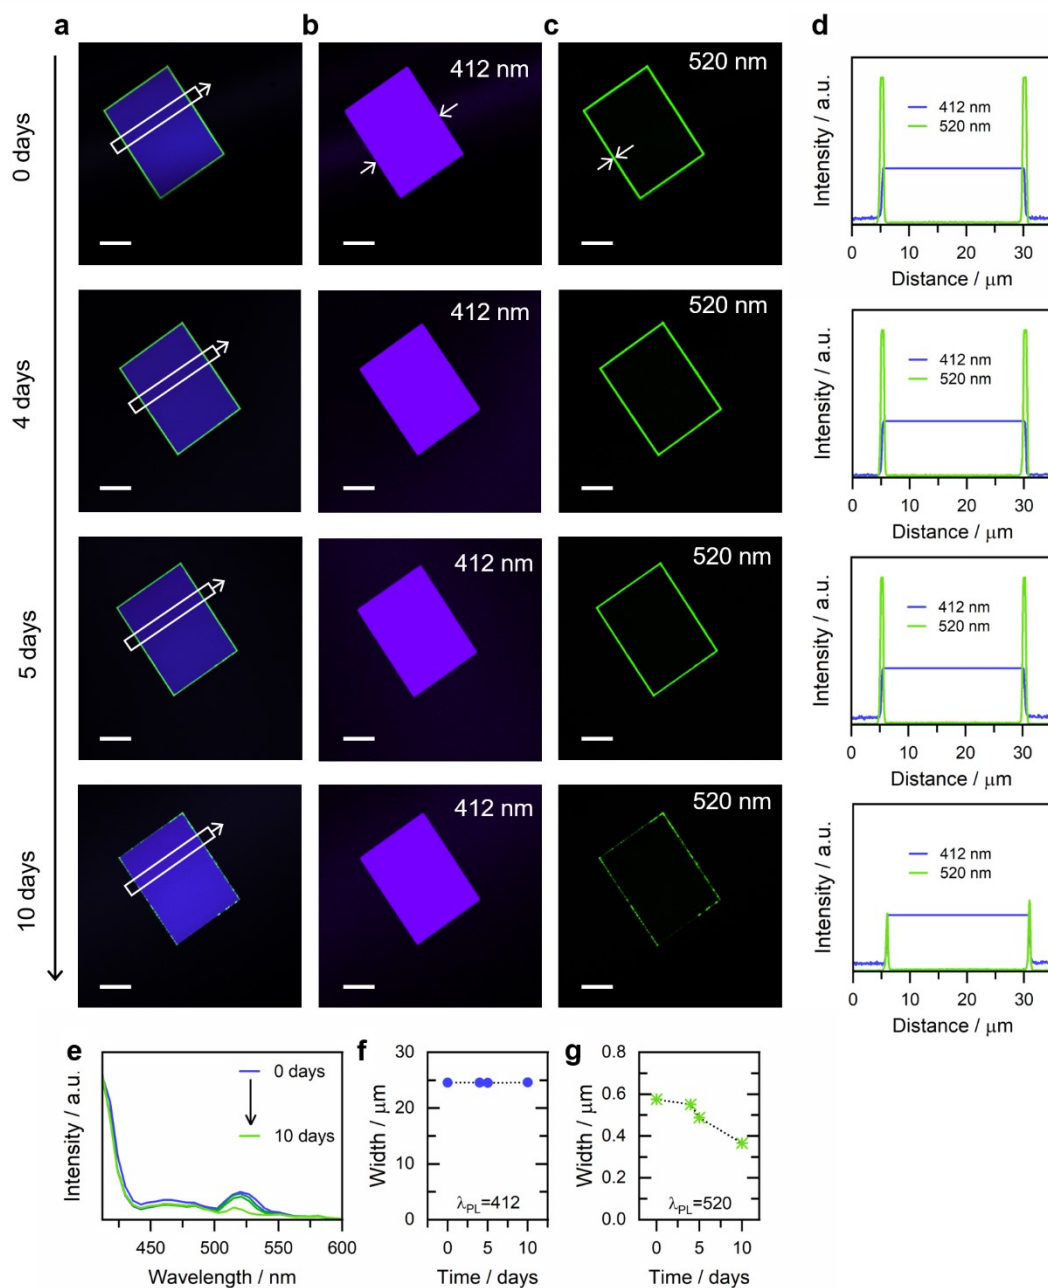 a b c d
0 days
412 nm
520 nm
Intensity / a.u.
412 nm
520 nm
0 10 20 30
Distance / μm
4 days
412 nm
520 nm
Intensity / a.u.
412 nm
520 nm
0 10 20 30
Distance / μm
5 days
412 nm
520 nm
Intensity / a.u.
412 nm
520 nm
0 10 20 30
Distance / μm
10 days
412 nm
520 nm
Intensity / a.u.
412 nm
520 nm
0 10 20 30
Distance / μm
e
Intensity / a.u.
0 days
10 days
450 500 550 600
Wavelength / nm
f
Width / μm
30
20
10
0
λPL=412
0 5 10
Time / days
g
Width / μm
0.8
0.6
0.4
0.2
0.0
λPL=520
0 5 10
Time / days